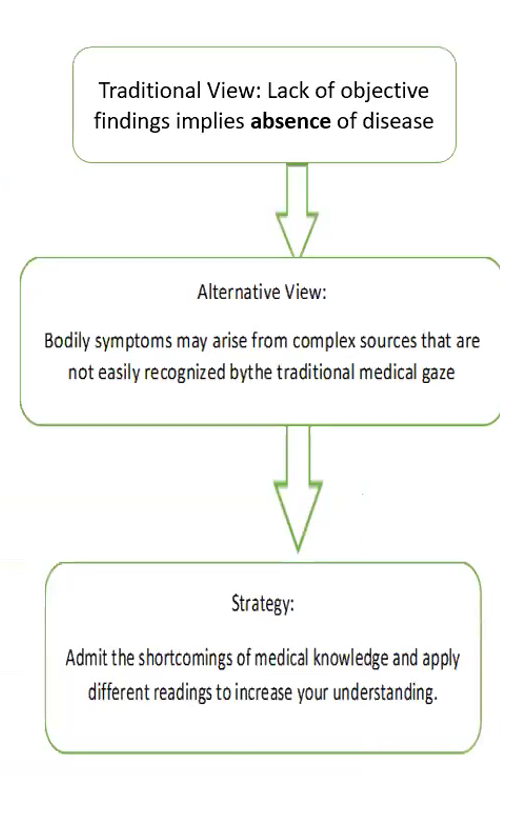 Traditional View: Lack of objective
findings implies absence of disease
Alternative View:
Bodily symptoms may arise from complex sources that are
not easily recognized bythe traditional medical gaze
Strategy:
Admit the shortcomings of medical knowledge and apply
different readings to increase your understanding.